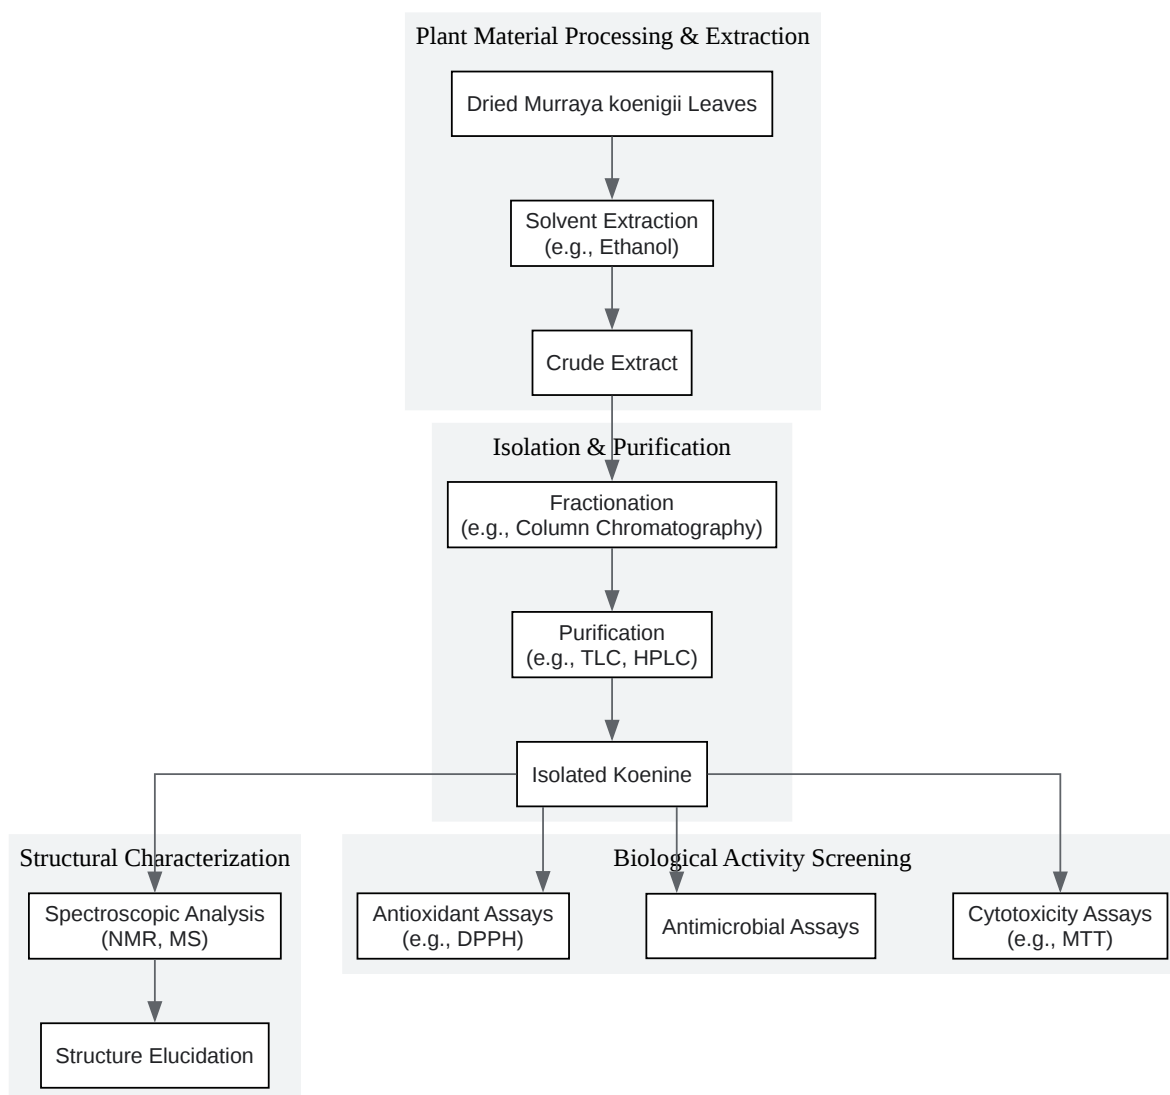 Plant Material Processing & Extraction
Dried Murraya koenigii Leaves
Solvent Extraction
(e.g., Ethanol)
Crude Extract
Isolation & Purification
Fractionation
(e.g., Column Chromatography)
Purification
(e.g., TLC, HPLC)
Isolated Koenine
Structural Characterization
Spectroscopic Analysis
(NMR, MS)
Structure Elucidation
Biological Activity Screening
Antioxidant Assays
(e.g., DPPH)
Antimicrobial Assays
Cytotoxicity Assays
(e.g., MTT)